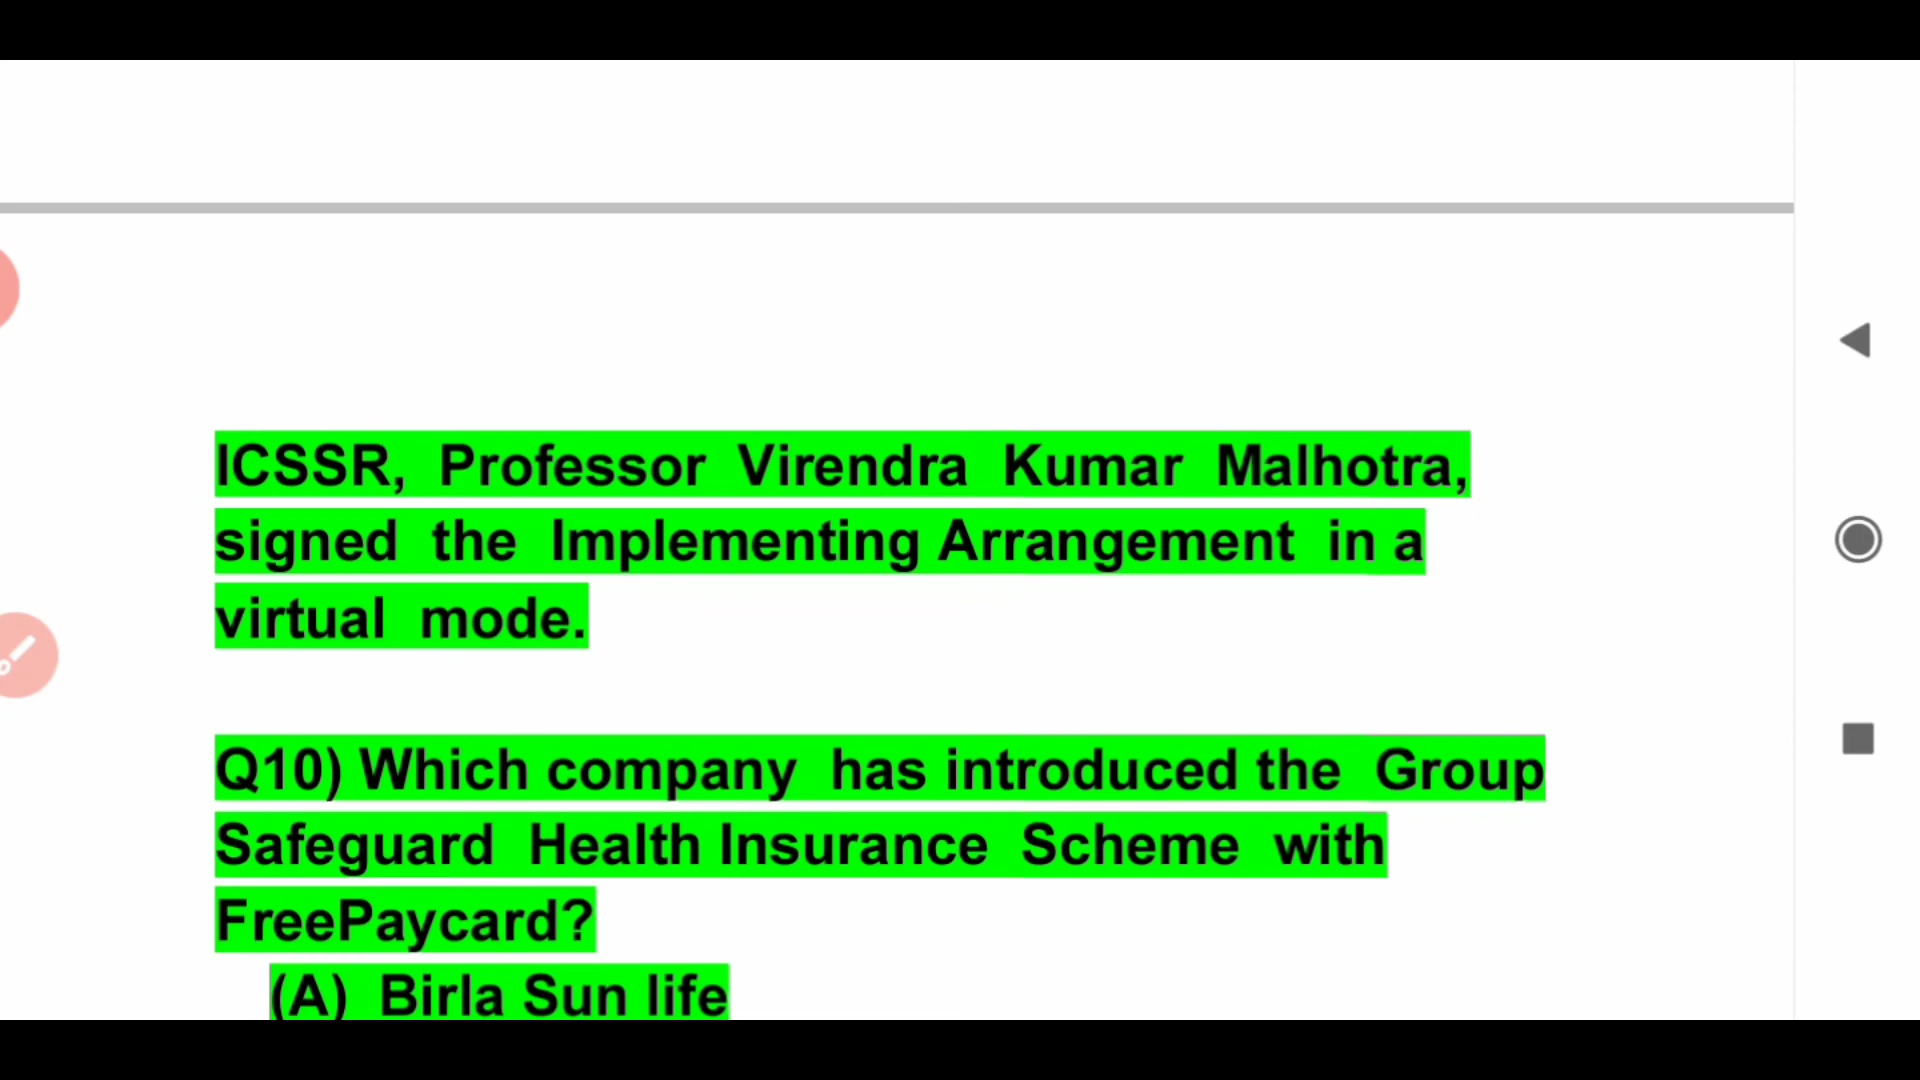 ICSSR, Professor Virendra Kumar Malhotra,
signed the Implementing Arrangement in a
virtual mode.
Q10) Which company has introduced the Group
Safeguard Health Insurance Scheme with
FreePaycard?
(A) Birla Sun life